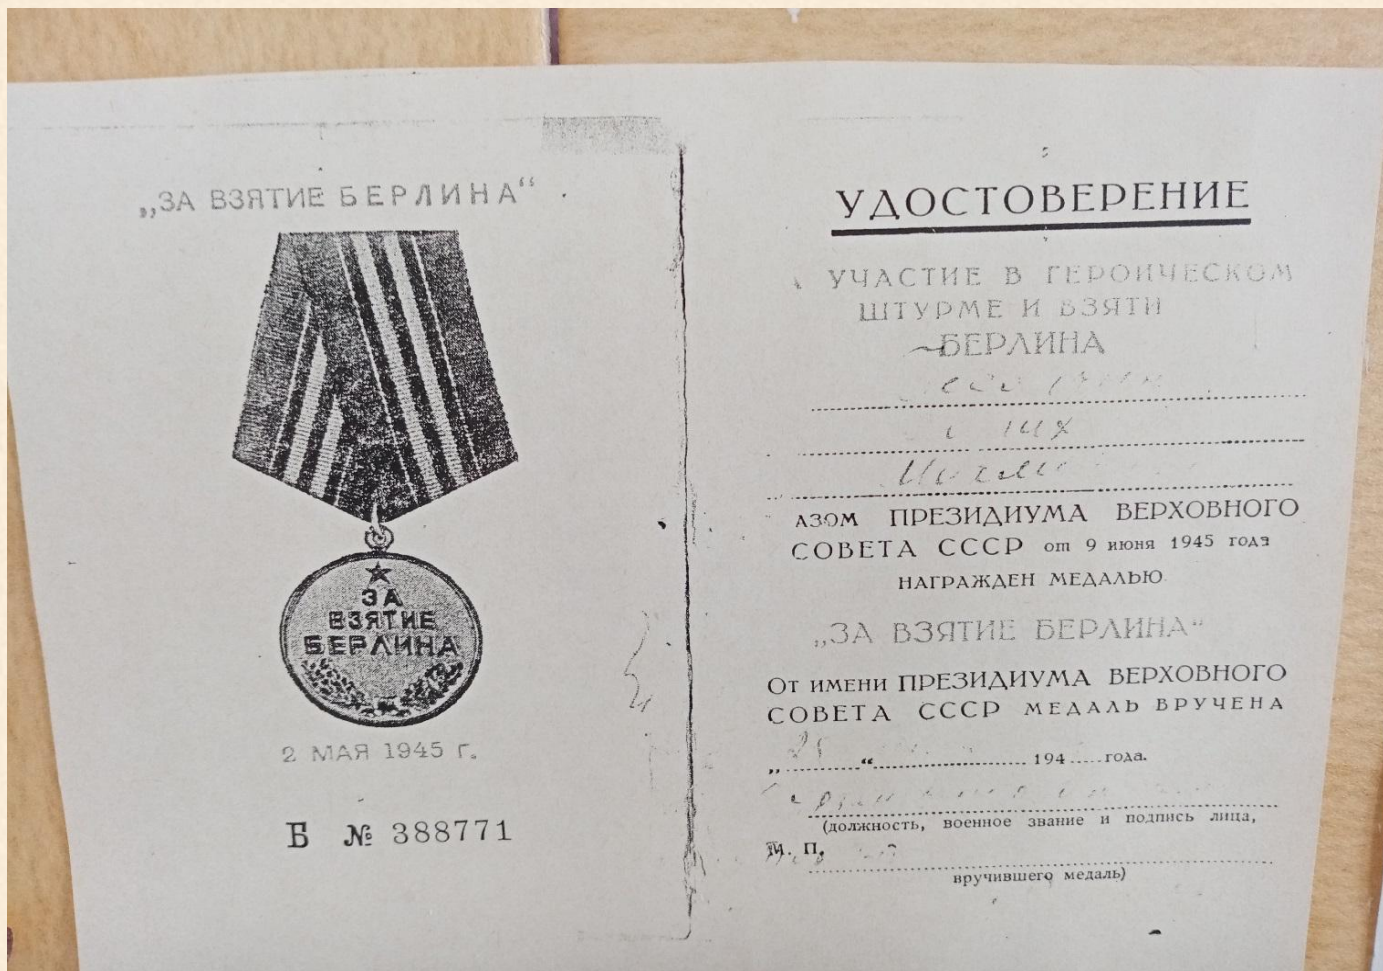 „ЗА ВЗЯТИЕ БЕРЛИНА“
ЗА
ВЗЯТИЕ
БЕРЛИНА
2 МАЯ 1945 г.
Б № 388771
УДОСТОВЕРЕНИЕ
УЧАСТИЕ В ГЕРОИЧЕСКОМ
ШТУРМЕ И ВЗЯТИ
БЕРЛИНА
АЗОМ ПРЕЗИДИУМА ВЕРХОВНОГО
СОВЕТА СССР от 9 июня 1945 года
НАГРАЖДЕН МЕДАЛЬЮ
„ЗА ВЗЯТИЕ БЕРЛИНА“
ОТ ИМЕНИ ПРЕЗИДИУМА ВЕРХОВНОГО
СОВЕТА СССР МЕДАЛЬ ВРУЧЕНА
„ “ 194 года.
(должность, военное звание и подпись лица,
М. П.
вручившего медаль)